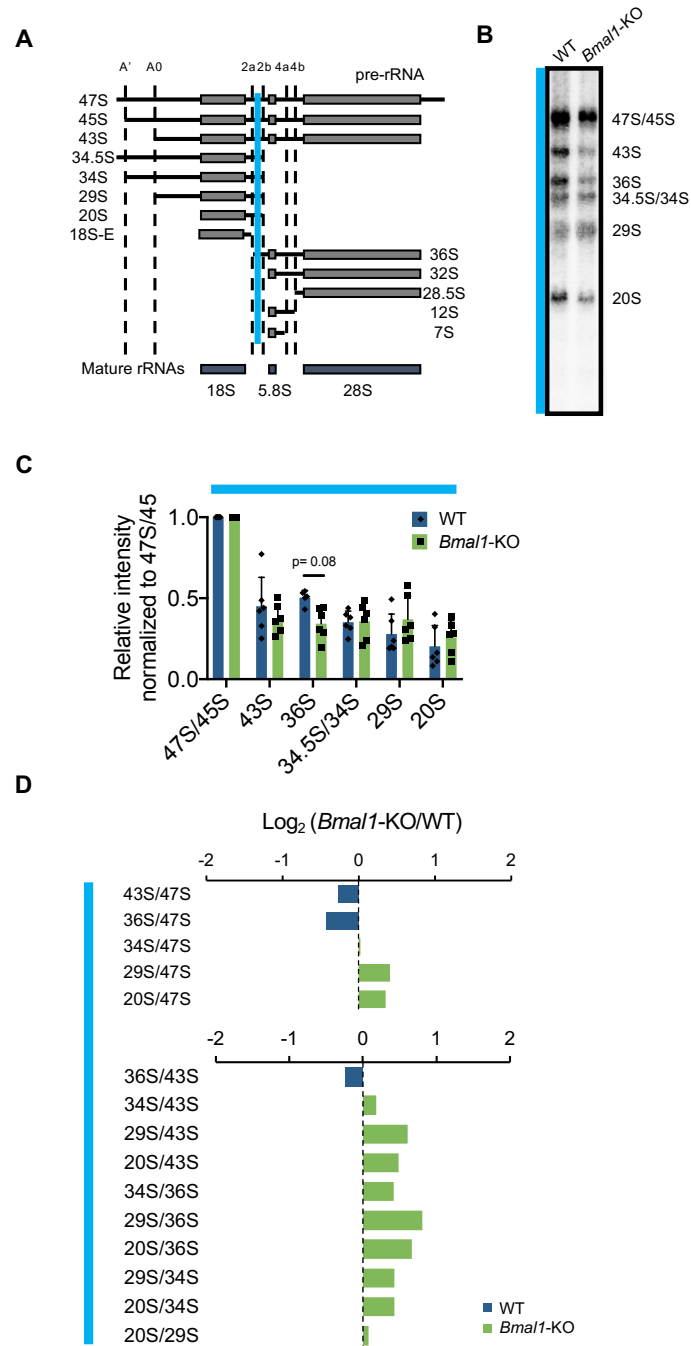 A
A' A0 2a 2b 4a 4b pre-rRNA
47S
45S
43S
34.5S
34S
29S
20S
18S-E
36S
32S
28.5S
12S
7S
Mature rRNAs
18S 5.8S 28S
B
WT Bmal1-KO
47S/45S
43S
36S
34.5S/34S
29S
20S
C
Relative intensity
normalized to 47S/45
1.0
0.5
0.0
p= 0.08
WT
Bmal1-KO
47S/45S 43S 36S 34.5S/34S 29S 20S
D
Log2 (Bmal1-KO/WT)
-2 -1 0 1 2
43S/47S
36S/47S
34S/47S
29S/47S
20S/47S
-2 -1 0 1 2
36S/43S
34S/43S
29S/43S
20S/43S
34S/36S
29S/36S
20S/36S
29S/34S
20S/34S
20S/29S
WT
Bmal1-KO